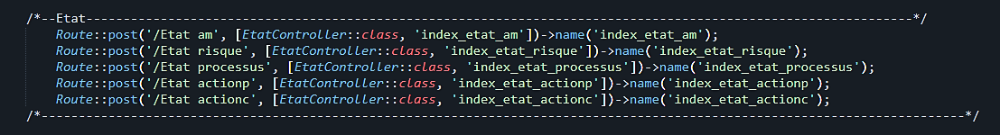 /*--Etat---------------------------------------------------------------------------------------------------------------*/
Route::post('/Etat am', [EtatController::class, 'index_etat_am'])->name('index_etat_am');
Route::post('/Etat risque', [EtatController::class, 'index_etat_risque'])->name('index_etat_risque');
Route::post('/Etat processus', [EtatController::class, 'index_etat_processus'])->name('index_etat_processus');
Route::post('/Etat actionp', [EtatController::class, 'index_etat_actionp'])->name('index_etat_actionp');
Route::post('/Etat actionc', [EtatController::class, 'index_etat_actionc'])->name('index_etat_actionc');
/*----------------------------------------------------------------------------------------------------------------------------*/